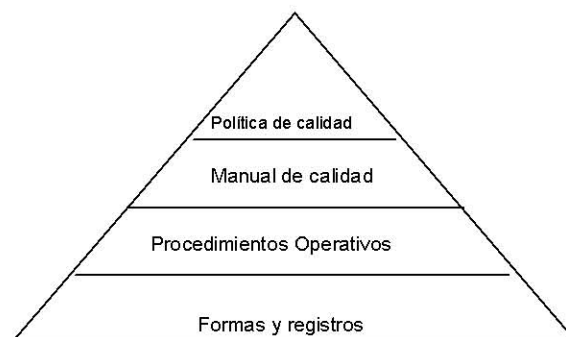 Política de calidad
Manual de calidad
Procedimientos Operativos
Formas y registros